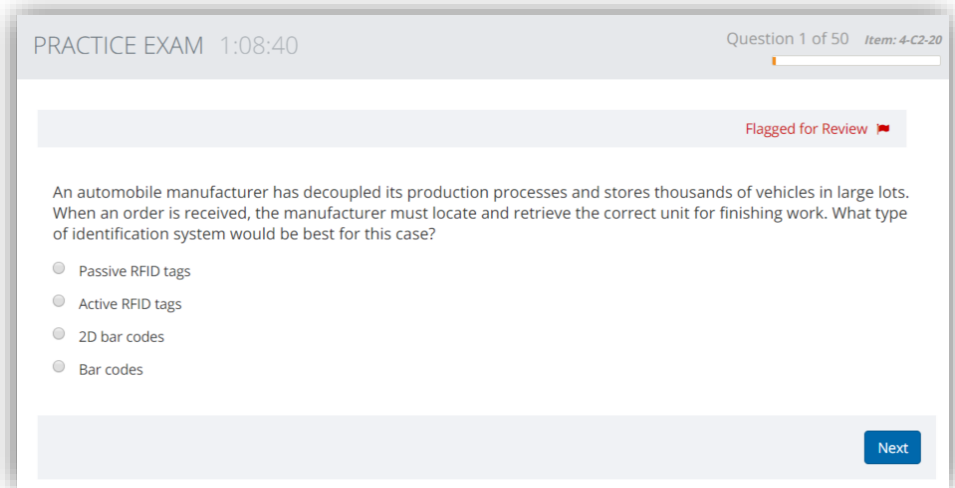 PRACTICE EXAM 1:08:40
Question 1 of 50 Item: 4-C2-20
Flagged for Review
An automobile manufacturer has decoupled its production processes and stores thousands of vehicles in large lots.
When an order is received, the manufacturer must locate and retrieve the correct unit for finishing work. What type
of identification system would be best for this case?
Passive RFID tags
Active RFID tags
2D bar codes
Bar codes
Next